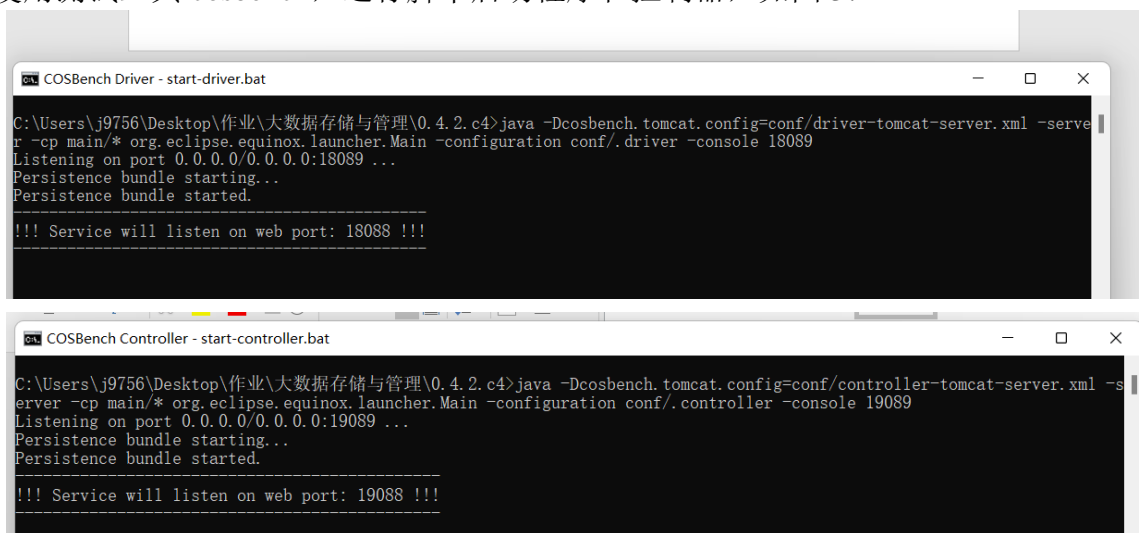 COSBench Driver - start-driver.bat
C:\Users\j9756\Desktop\作业\大数据存储与管理\0.4.2.c4>java -Dcosbench.tomcat.config=conf/driver-tomcat-server.xml -serve
r -cp main/* org.eclipse.equinox.launcher.Main -configuration conf/.driver -console 18089
Listening on port 0.0.0.0/0.0.0.0:18089 ...
Persistence bundle starting...
Persistence bundle started.
----------------------------------------------
!!! Service will listen on web port: 18088 !!!
----------------------------------------------
COSBench Controller - start-controller.bat
C:\Users\j9756\Desktop\作业\大数据存储与管理\0.4.2.c4>java -Dcosbench.tomcat.config=conf/controller-tomcat-server.xml -s
erver -cp main/* org.eclipse.equinox.launcher.Main -configuration conf/.controller -console 19089
Listening on port 0.0.0.0/0.0.0.0:19089 ...
Persistence bundle starting...
Persistence bundle started.
----------------------------------------------
!!! Service will listen on web port: 19088 !!!
----------------------------------------------